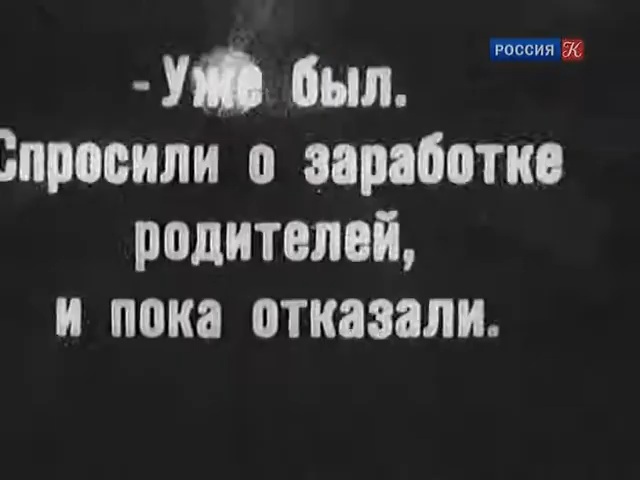 РОССИЯ К
- Уже был.
Спросили о заработке
родителей,
и пока отказали.